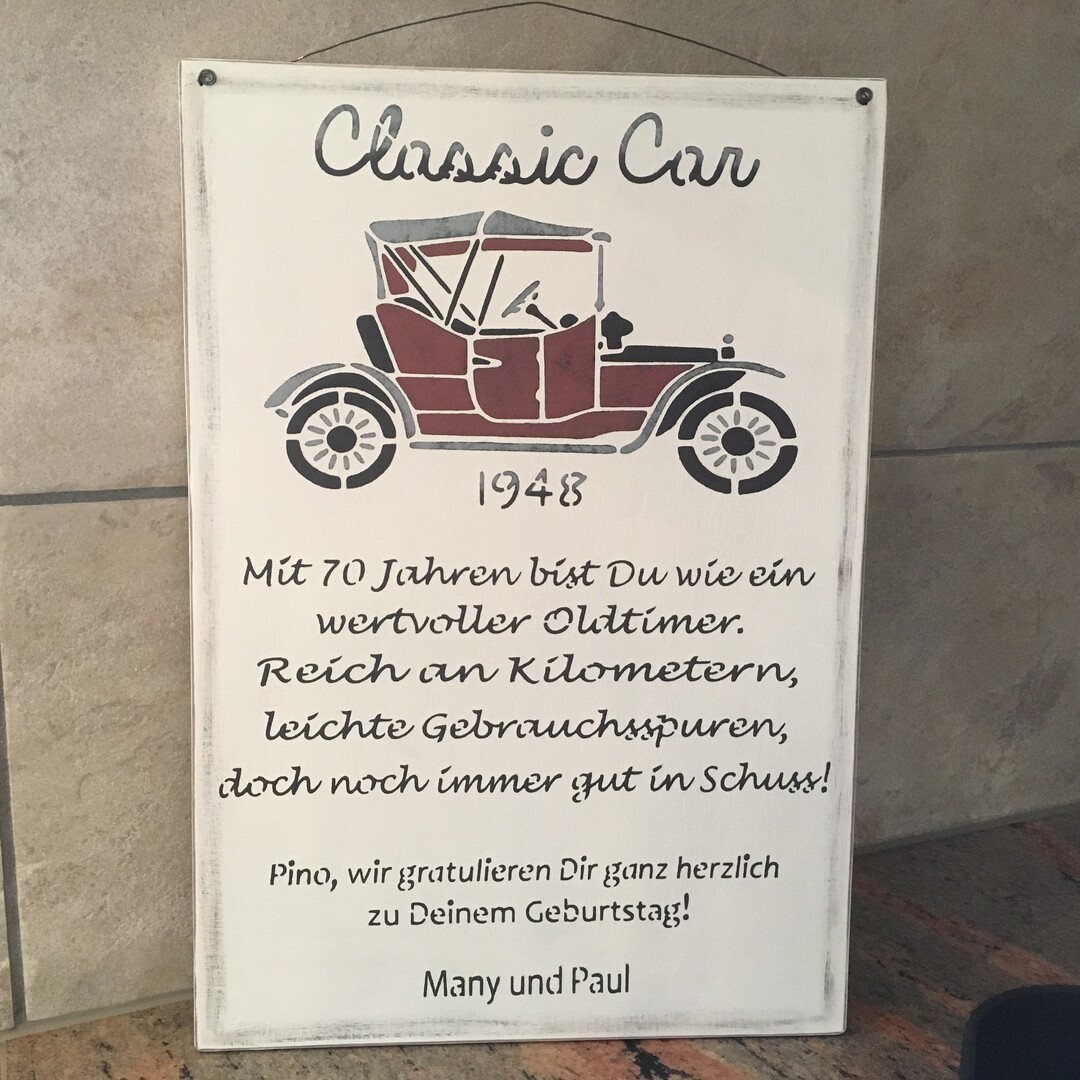 Classic Car
1948
Mit 70 Jahren bist Du wie ein
wertvoller Oldtimer.
Reich an Kilometern,
leichte Gebrauchsspuren,
doch noch immer gut in Schuss!
Pino, wir gratulieren Dir ganz herzlich
zu Deinem Geburtstag!
Many und Paul